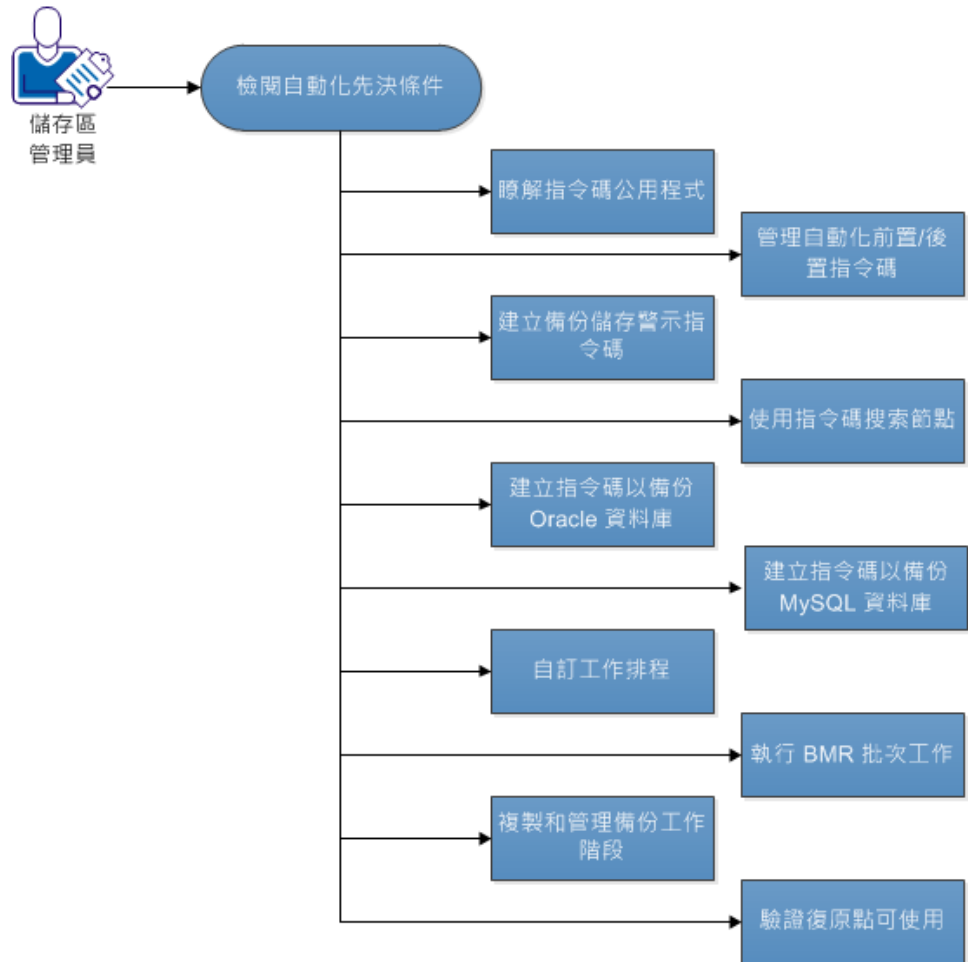 儲存區
管理員
檢閱自動化先決條件
瞭解指令碼公用程式
管理自動化前置/後
置指令碼
建立備份儲存警示指
令碼
使用指令碼搜索節點
建立指令碼以備份
Oracle 資料庫
建立指令碼以備份
MySQL 資料庫
自訂工作排程
執行 BMR 批次工作
複製和管理備份工作
階段
驗證復原點可使用